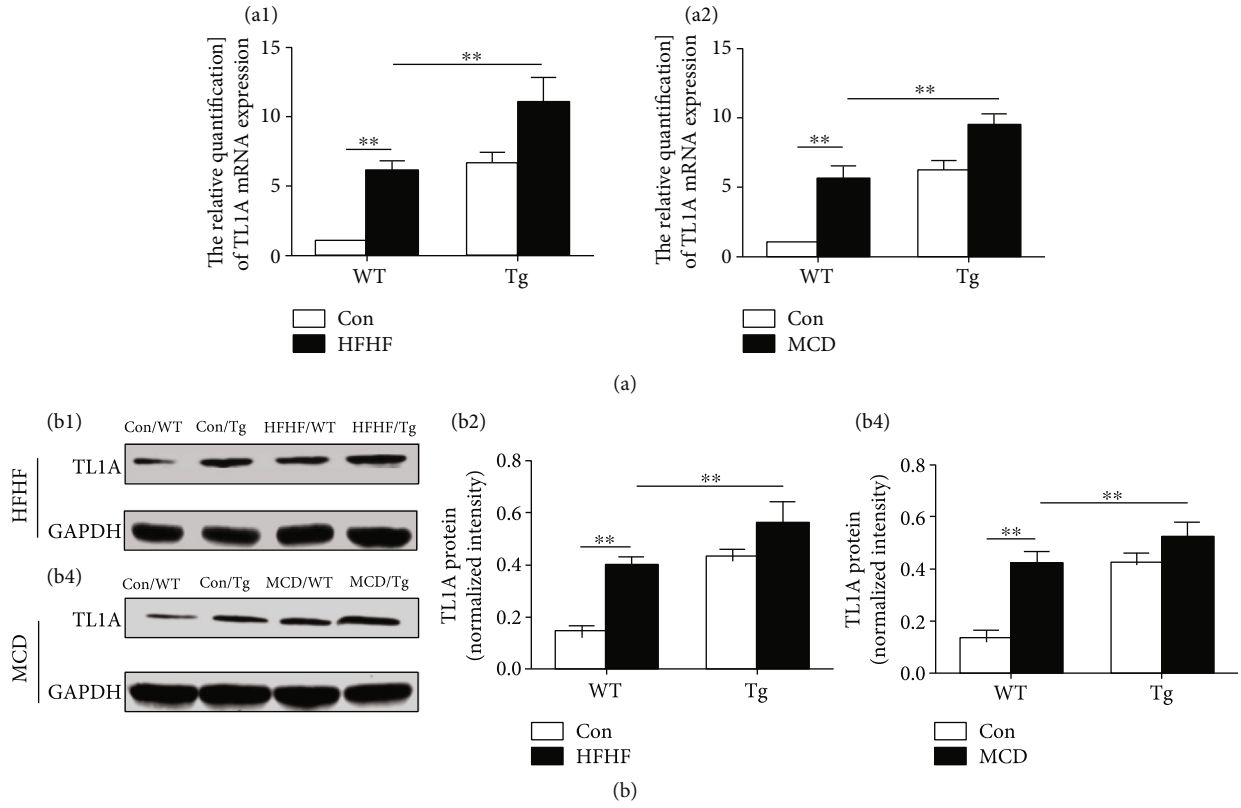 (a1)
The relative quantification]
of TL1A mRNA expression
15
10
5
0
**
**
WT
Tg
Con
HFHF
(a2)
The relative quantification]
of TL1A mRNA expression
15
10
5
0
**
**
WT
Tg
Con
MCD
(a)
(b1)
Con/WT Con/Tg HFHF/WT HFHF/Tg
HFHF
TL1A
GAPDH
(b4)
Con/WT Con/Tg MCD/WT MCD/Tg
MCD
TL1A
GAPDH
(b2)
TL1A protein
(normalized intensity)
0.8
0.6
0.4
0.2
0.0
**
**
WT
Tg
Con
HFHF
(b4)
TL1A protein
(normalized intensity)
0.8
0.6
0.4
0.2
0.0
**
**
WT
Tg
Con
MCD
(b)